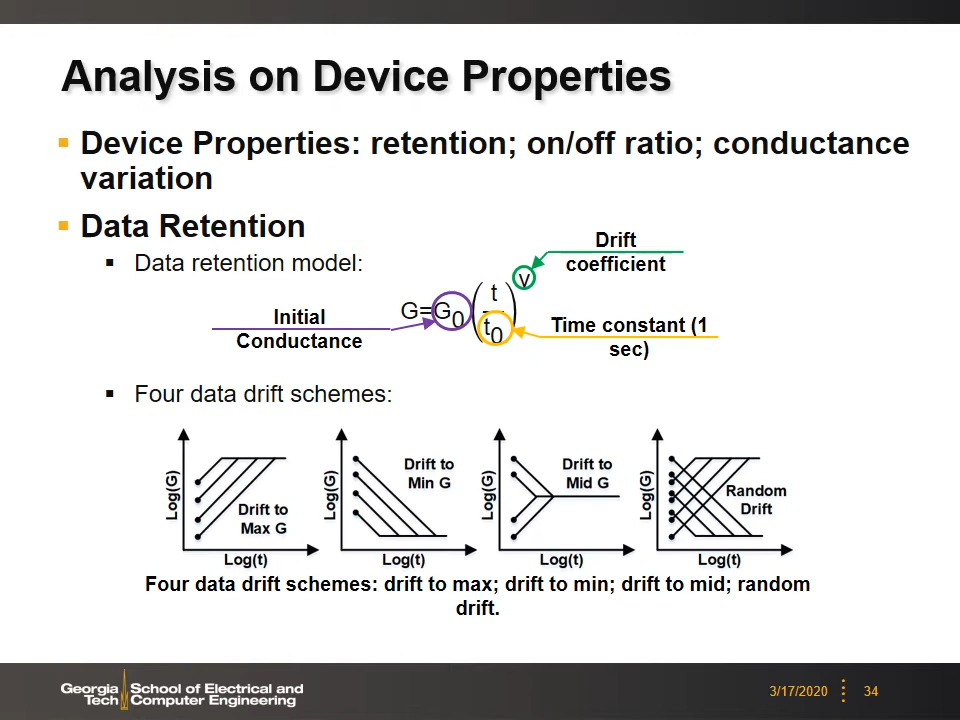 Analysis on Device Properties
Device Properties: retention; on/off ratio; conductance
variation
Data Retention
Data retention model:
Drift
coefficient
G=G0 (t/t0)^v
Initial
Conductance
Time constant (1
sec)
Four data drift schemes:
Log(G)
Drift to
Max G
Log(t)
Log(G)
Drift to
Min G
Log(t)
Log(G)
Drift to
Mid G
Log(t)
Log(G)
Random
Drift
Log(t)
Four data drift schemes: drift to max; drift to min; drift to mid; random
drift.
Georgia
Tech
School of Electrical and
Computer Engineering
3/17/2020
34